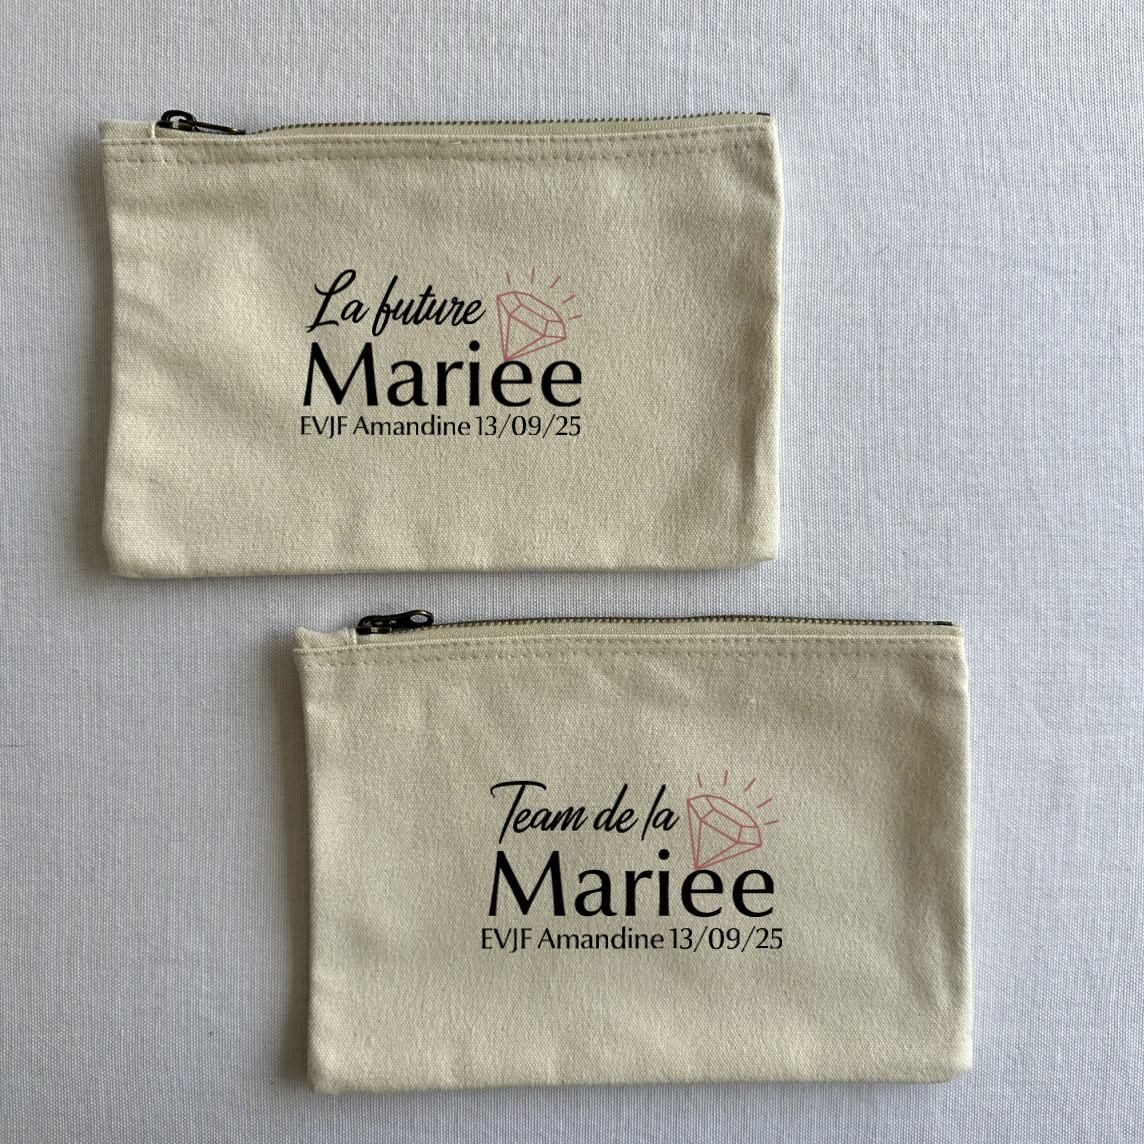 La future
Mariee
EVJF Amandine 13/09/25
Team de la
Mariee
EVJF Amandine 13/09/25